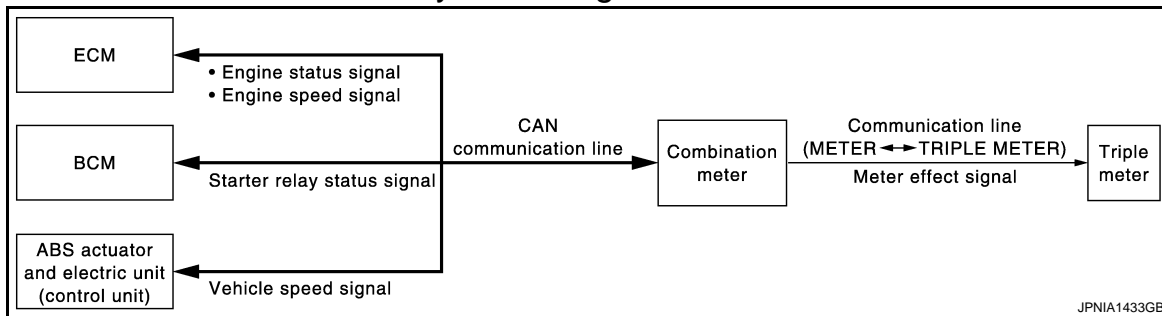 ECM
• Engine status signal
• Engine speed signal
BCM
Starter relay status signal
ABS actuator
and electric unit
(control unit)
Vehicle speed signal
CAN
communication line
Combination
meter
Communication line
(METER ◄─► TRIPLE METER)
Meter effect signal
Triple
meter
JPNIA1433GB